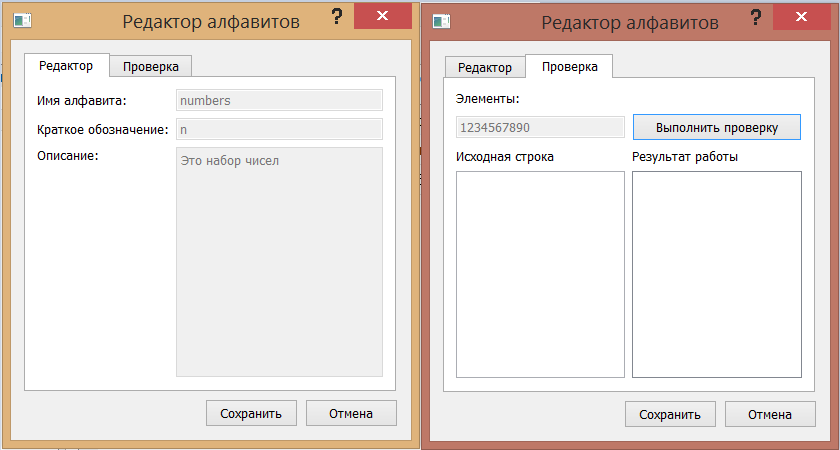 Редактор алфавитов ?
Редактор Проверка
Имя алфавита: numbers
Краткое обозначение: n
Описание: Это набор чисел
Сохранить Отмена
Редактор алфавитов ?
Редактор Проверка
Элементы:
1234567890 Выполнить проверку
Исходная строка Результат работы
Сохранить Отмена